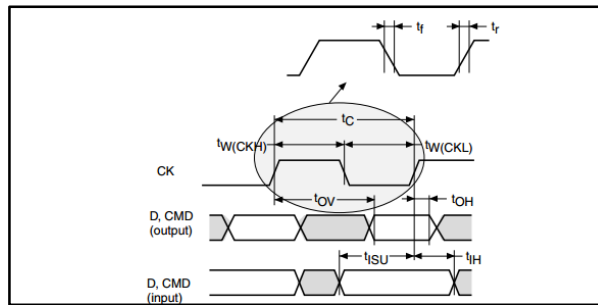 tf tr
tC
tW(CKH) tW(CKL)
CK
tOV tOH
D, CMD
(output)
tISU tIH
D, CMD
(input)